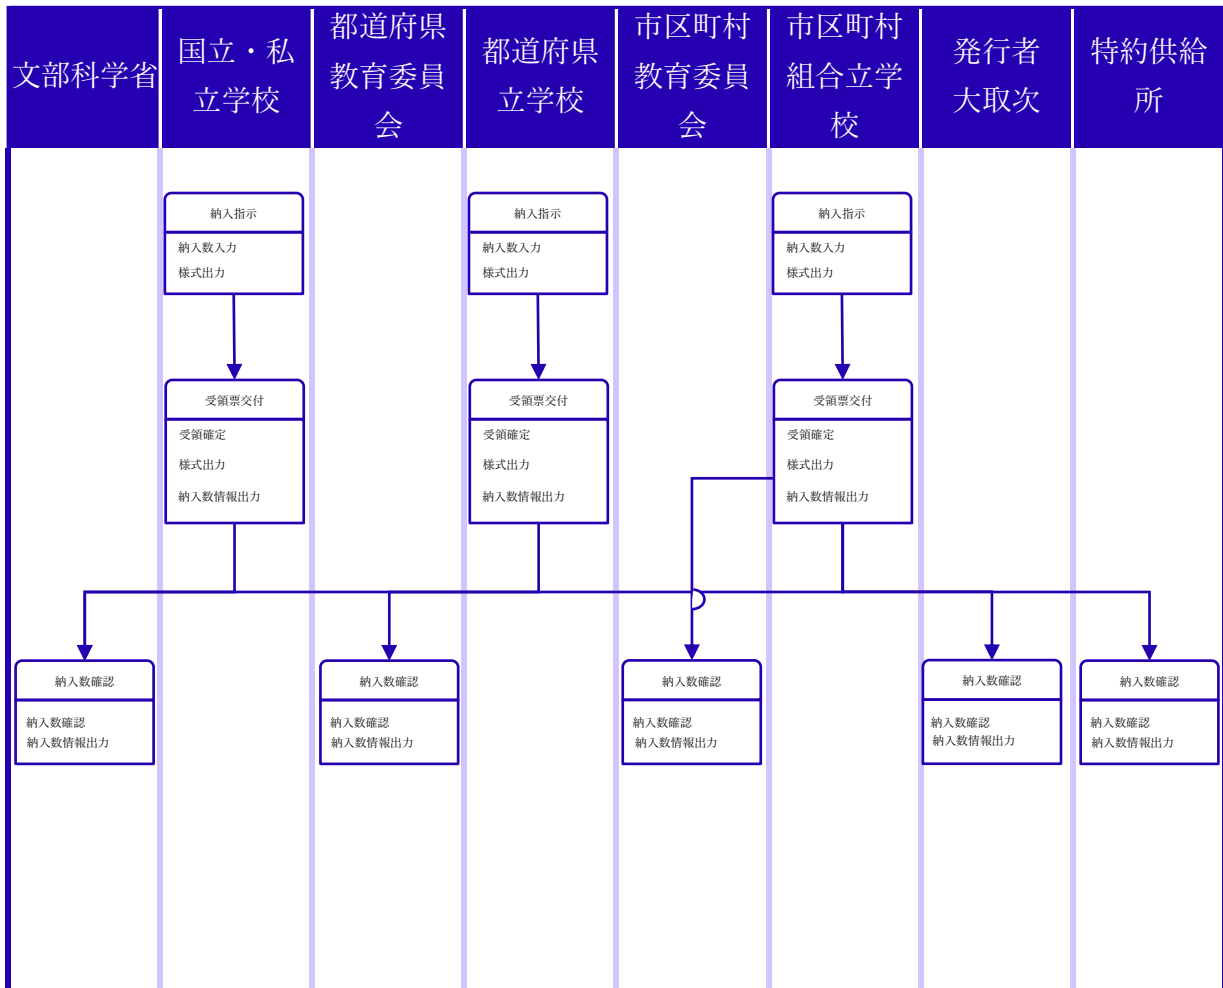 文部科学省
国立・私
立学校
都道府県
教育委員
会
都道府県
立学校
市区町村
教育委員
会
市区町村
組合立学
校
発行者
大取次
特約供給
所
納入指示
納入数入力
様式出力
納入指示
納入数入力
様式出力
納入指示
納入数入力
様式出力
受領票交付
受領確定
様式出力
納入数情報出力
受領票交付
受領確定
様式出力
納入数情報出力
受領票交付
受領確定
様式出力
納入数情報出力
納入数確認
納入数確認
納入数情報出力
納入数確認
納入数確認
納入数情報出力
納入数確認
納入数確認
納入数情報出力
納入数確認
納入数確認
納入数情報出力
納入数確認
納入数確認
納入数情報出力